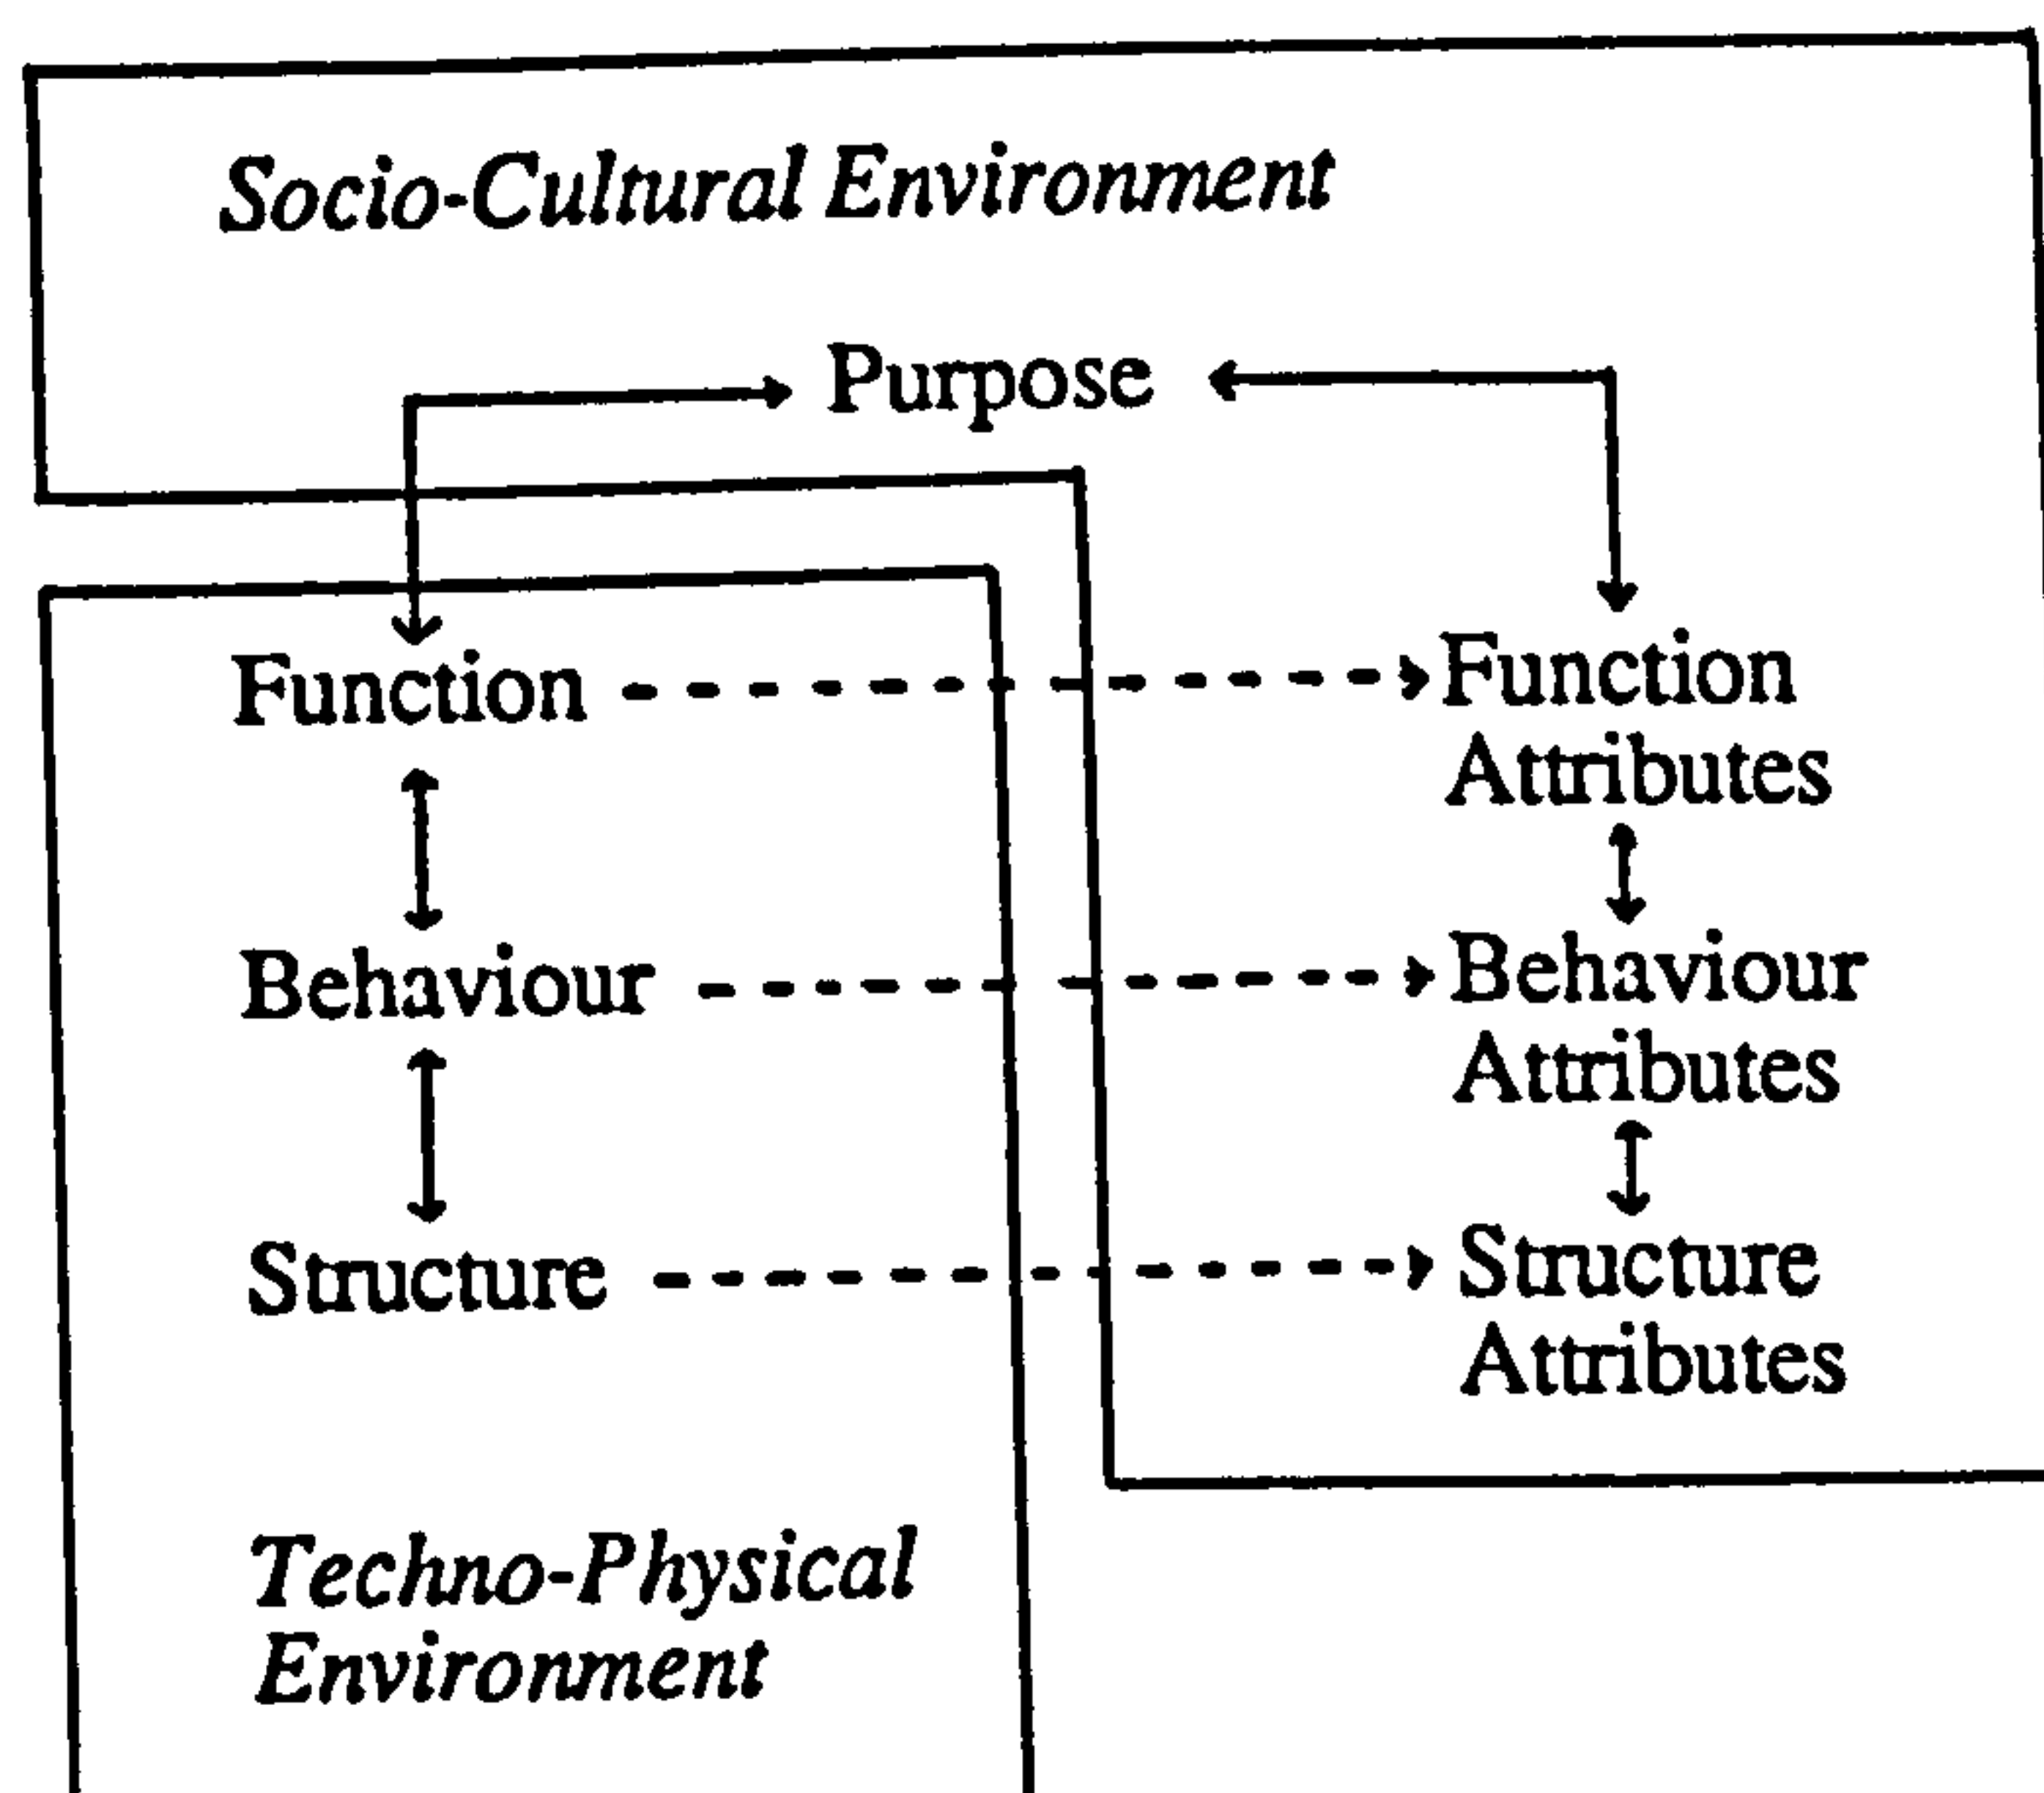 Socio-Cultural Environment
Purpose
Function
Function
Attributes
Behaviour
Behaviour
Attributes
Structure
Structure
Attributes
Techno-Physical
Environment